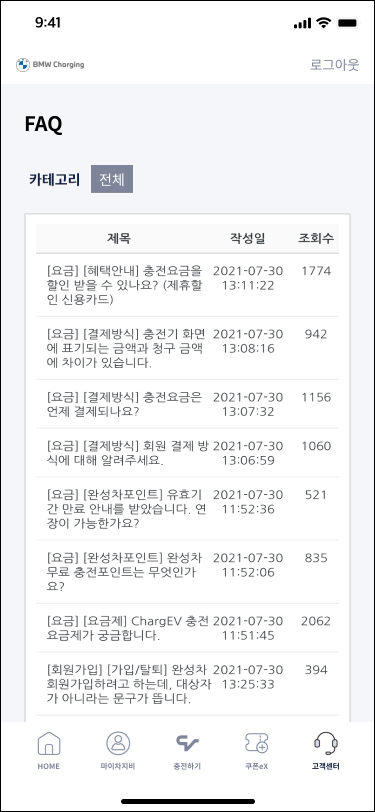 9:41
BMW Charging
로그아웃
FAQ
카테고리 전체
제목 작성일 조회수
[요금] [혜택안내] 충전요금을 2021-07-30 1774
할인 받을 수 있나요? (제휴할 13:11:22
인 신용카드)
[요금] [결제방식] 충전기 화면 2021-07-30 942
에 표기되는 금액과 청구 금액 13:08:16
에 차이가 있습니다.
[요금] [결제방식] 충전요금은 2021-07-30 1156
언제 결제되나요? 13:07:32
[요금] [결제방식] 회원 결제 방 2021-07-30 1060
식에 대해 알려주세요. 13:06:59
[요금] [완성차포인트] 유효기 2021-07-30 521
간 만료 안내를 받았습니다. 연 11:52:36
장이 가능한가요?
[요금] [완성차포인트] 완성차 2021-07-30 835
무료 충전포인트는 무엇인가 11:52:06
요?
[요금] [요금제] ChargEV 충전 2021-07-30 2062
요금제가 궁금합니다. 11:51:45
[회원가입] [가입/탈퇴] 완성차 2021-07-30 394
회원가입하려고 하는데, 대상자 13:25:33
가 아니라는 문구가 뜹니다.
HOME 마이차지비 충전하기 쿠폰eX 고객센터